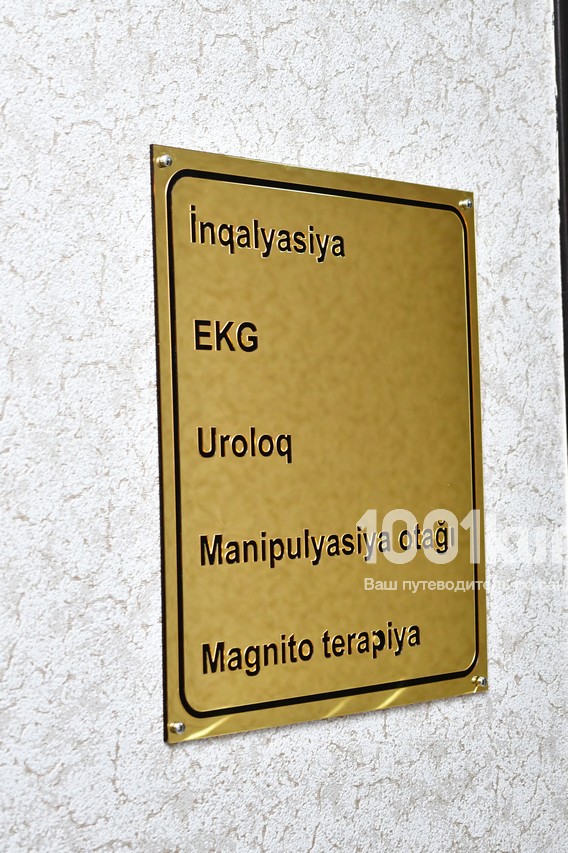 İnqalyasiya
EKG
Uroloq
Manipulyasiya otağı
Magnito terapiya
1001
Ваш путеводитель